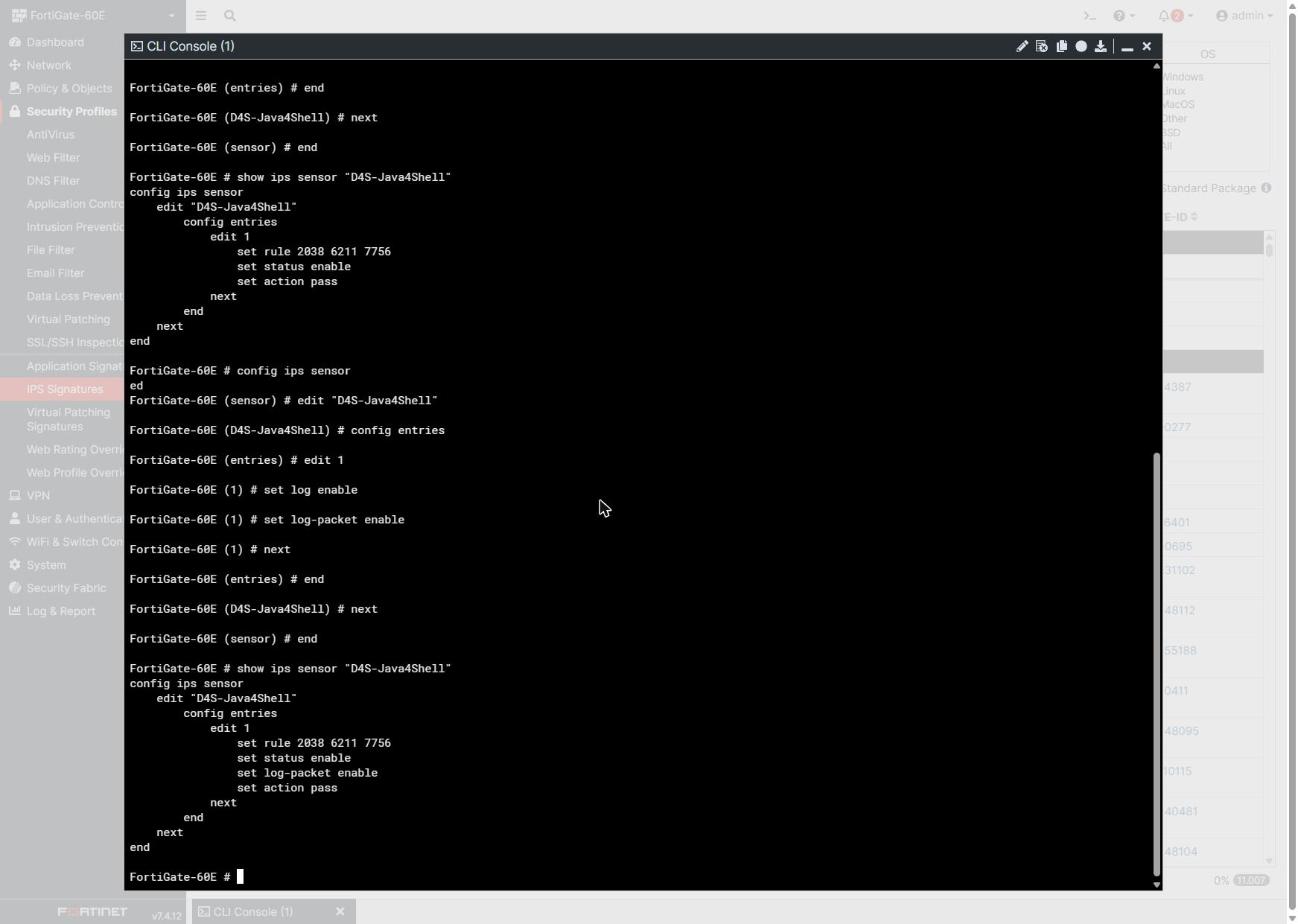 FortiGate-60E
>_
2
admin
CLI Console (1)
Dashboard
Network
Policy & Objects
Security Profiles
AntiVirus
Web Filter
DNS Filter
Application Contro
Intrusion Preventic
File Filter
Email Filter
Data Loss Prevent
Virtual Patching
SSL/SSH Inspectic
Application Signat
IPS Signatures
Virtual Patching
Signatures
Web Rating Overri
Web Profile Overri
VPN
User & Authentica
WiFi & Switch Con
System
Security Fabric
Log & Report
FortiGate-60E (entries) # end
FortiGate-60E (D4S-Java4Shell) # next
FortiGate-60E (sensor) # end
FortiGate-60E # show ips sensor "D4S-Java4Shell"
config ips sensor
    edit "D4S-Java4Shell"
        config entries
            edit 1
                set rule 2038 6211 7756
                set status enable
                set action pass
            next
        end
    next
end
FortiGate-60E # config ips sensor
ed
FortiGate-60E (sensor) # edit "D4S-Java4Shell"
FortiGate-60E (D4S-Java4Shell) # config entries
FortiGate-60E (entries) # edit 1
FortiGate-60E (1) # set log enable
FortiGate-60E (1) # set log-packet enable
FortiGate-60E (1) # next
FortiGate-60E (entries) # end
FortiGate-60E (D4S-Java4Shell) # next
FortiGate-60E (sensor) # end
FortiGate-60E # show ips sensor "D4S-Java4Shell"
config ips sensor
    edit "D4S-Java4Shell"
        config entries
            edit 1
                set rule 2038 6211 7756
                set status enable
                set log-packet enable
                set action pass
            next
        end
    next
end
FortiGate-60E #
OS
Windows
Linux
MacOS
Other
BSD
All
Standard Package
E-ID
4387
0277
6401
0695
31102
48112
55188
0411
48095
10115
40481
48104
0% 11,007
FORTINET v7.4.12
CLI Console (1)